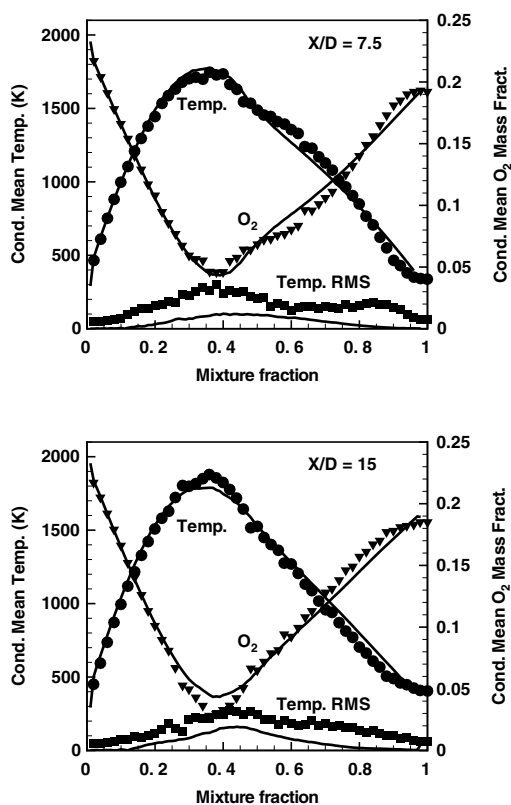 2000
1500
1000
500
0
Cond. Mean Temp. (K)
X/D = 7.5
Temp.
O₂
Temp. RMS
0.25
0.2
0.15
0.1
0.05
0
Cond. Mean O₂ Mass Fract.
0 0. 2 0. 4 0. 6 0. 8 1
Mixture fraction
2000
1500
1000
500
0
Cond. Mean Temp. (K)
X/D = 15
Temp.
O₂
Temp. RMS
0.25
0.2
0.15
0.1
0.05
0
Cond. Mean O₂ Mass Fract.
0 0. 2 0. 4 0. 6 0. 8 1
Mixture fraction